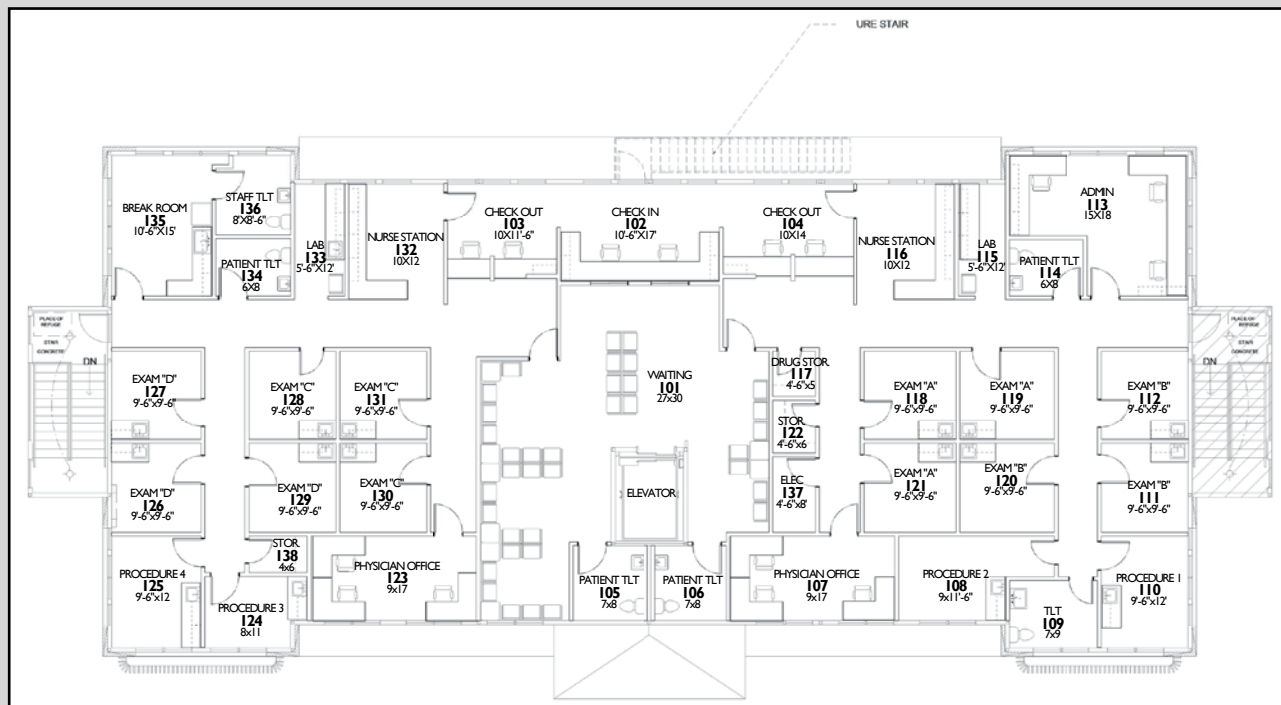 URE STAIR
BREAK ROOM
135
10'-6"X15'
STAFF TLT
136
8'X8'-6"
PATIENT TLT
134
6X8
LAB
133
5'-6"X12'
NURSE STATION
132
10X12
CHECK OUT
103
10X11'-6"
CHECK IN
102
10'-6"X17'
CHECK OUT
104
10X14
NURSE STATION
116
10X12
LAB
115
5'-6"X12'
PATIENT TLT
114
6X8
ADMIN
113
15X18
PLACE OF
REFUGE
STAIR
CONCRETE
DN
EXAM "D"
127
9'-6"x9'-6"
EXAM "C"
128
9'-6"x9'-6"
EXAM "C"
131
9'-6"x9'-6"
WAITING
101
27x30
DRUG STOR
117
4'-6"x5
EXAM "A"
118
9'-6"x9'-6"
EXAM "A"
119
9'-6"x9'-6"
EXAM "B"
112
9'-6"x9'-6"
PLACE OF
REFUGE
STAIR
CONCRETE
DN
STOR
122
4'-6"x6
EXAM "D"
126
9'-6"x9'-6"
EXAM "D"
129
9'-6"x9'-6"
EXAM "C"
130
9'-6"x9'-6"
ELEVATOR
ELEC
137
4'-6"x8'
EXAM "A"
121
9'-6"x9'-6"
EXAM "B"
120
9'-6"x9'-6"
EXAM "B"
111
9'-6"x9'-6"
PROCEDURE 4
125
9'-6"x12
STOR
138
4x6
PROCEDURE 3
124
8x11
PHYSICIAN OFFICE
123
9x17
PATIENT TLT
105
7x8
PATIENT TLT
106
7x8
PHYSICIAN OFFICE
107
9x17
PROCEDURE 2
108
9x11'-6"
TLT
109
7x9
PROCEDURE 1
110
9'-6"x12'